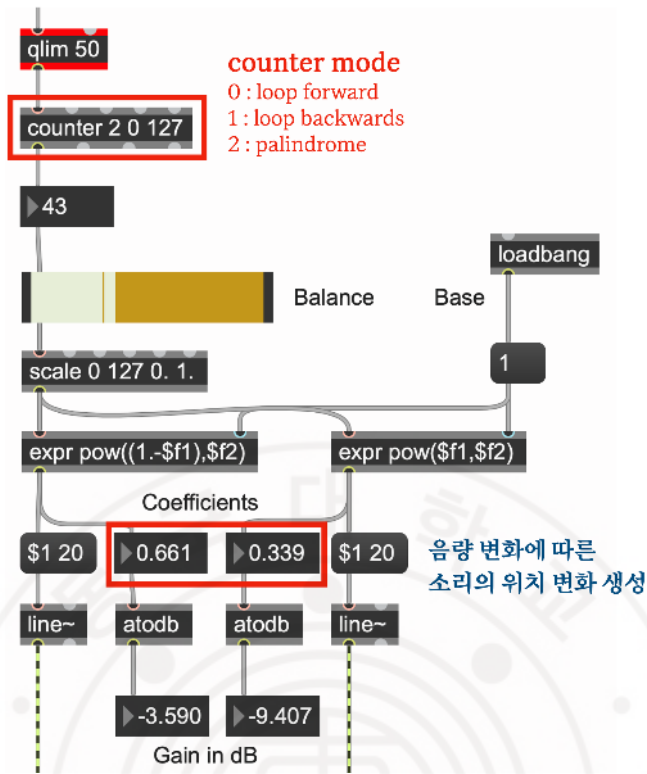 qlim 50
counter mode
0 : loop forward
counter 2 0 127
1 : loop backwards
2 : palindrome
43
loadbang
Balance
Base
scale 0 127 0. 1.
1
expr pow((1.-$f1),$f2)
expr pow($f1,$f2)
Coefficients
$1 20
0.661
0.339
$1 20
음량 변화에 따른
소리의 위치 변화 생성
line~
atodb
atodb
line~
-3.590
-9.407
Gain in dB